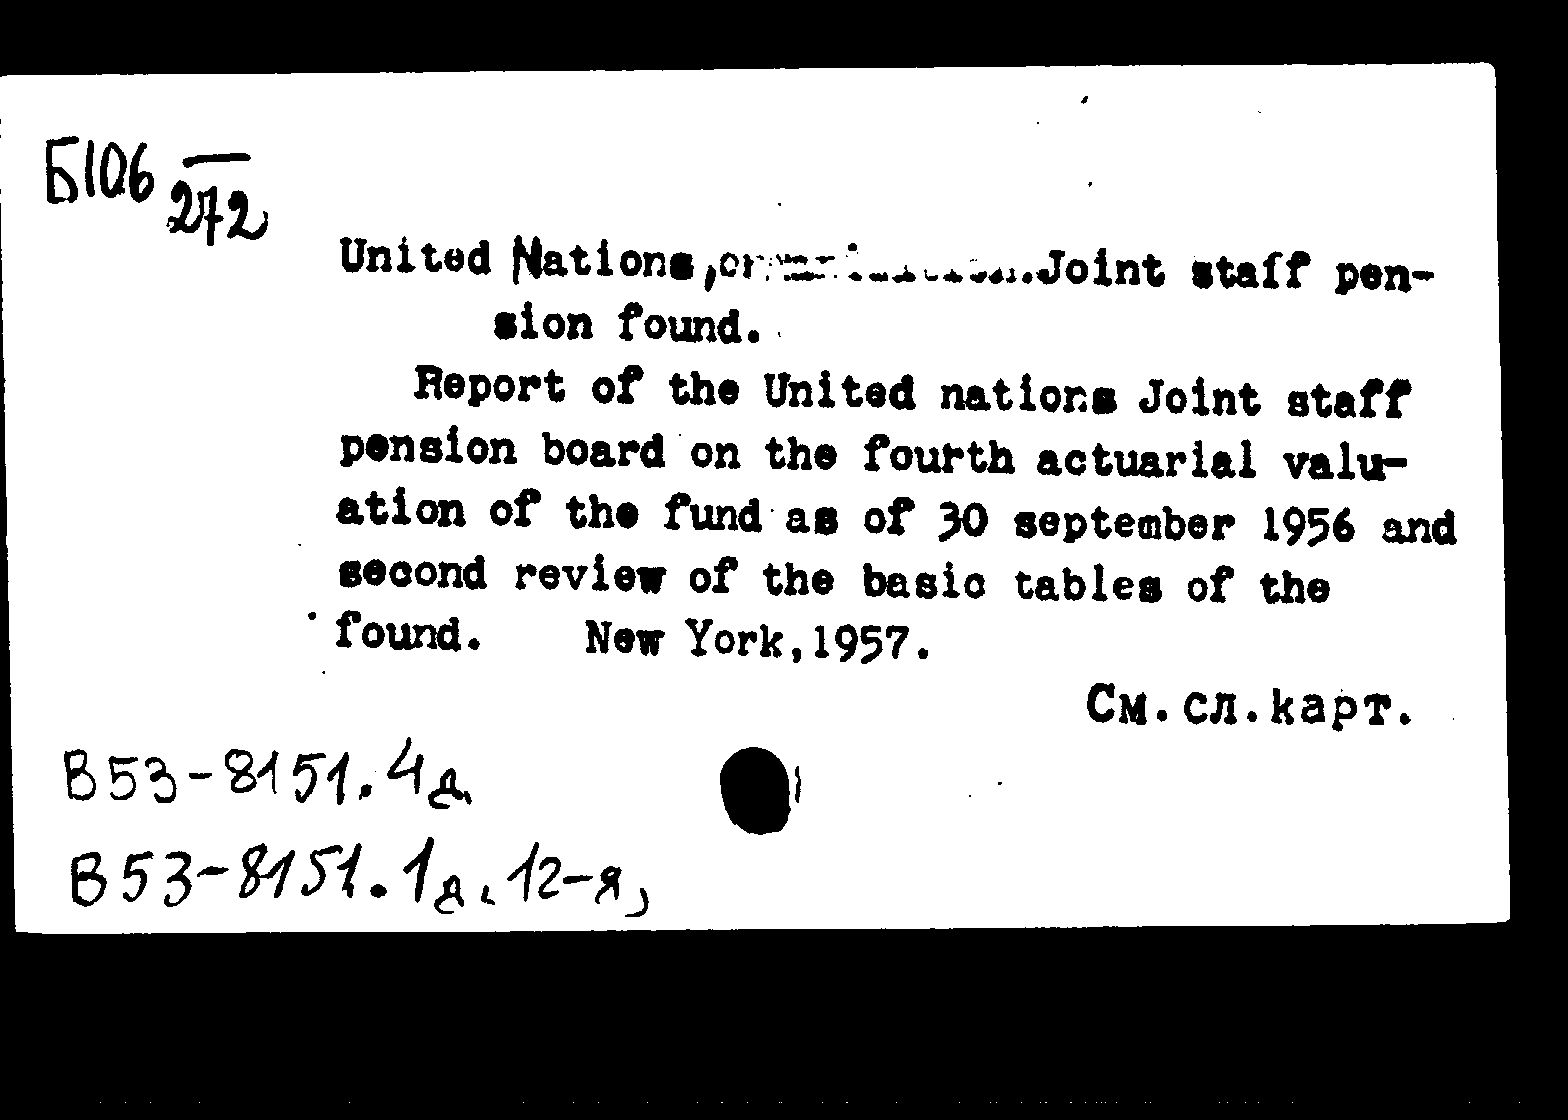 Б106 —
272
United Nations, Joint staff pen-
sion found.
Report of the United nations Joint staff
pension board on the fourth actuarial valu-
ation of the fund as of 30 september 1956 and
second review of the basic tables of the
found. New York,1957.
См.сл.карт.
В53-8151.4д
В53-8151.1д. 12-я,